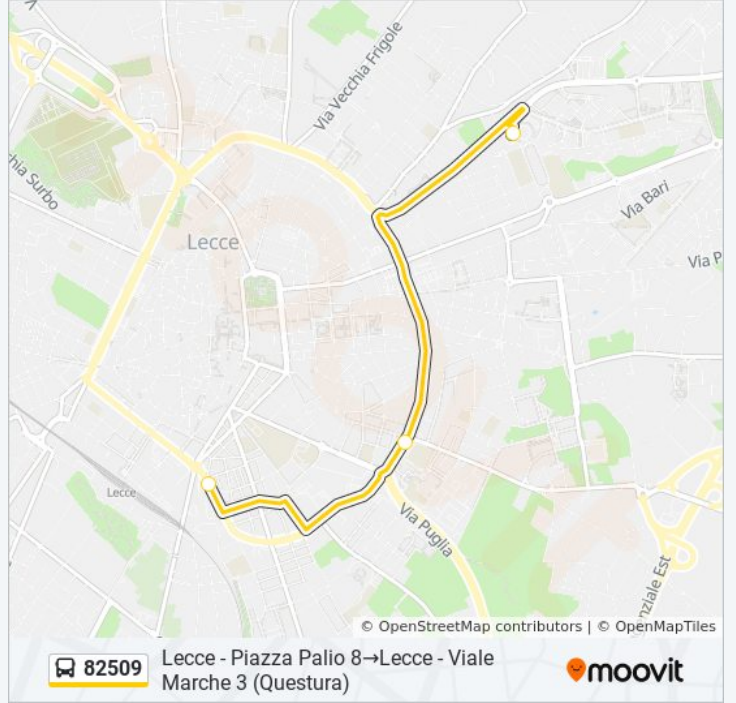 Via Vecchia Frigole
hia Surbo
Via Bari
Lecce
Via P
Lecce
Via Puglia
nziale Est
© OpenStreetMap contributors | © OpenMapTiles
82509
Lecce - Piazza Palio 8→Lecce - Viale
Marche 3 (Questura)
moovit